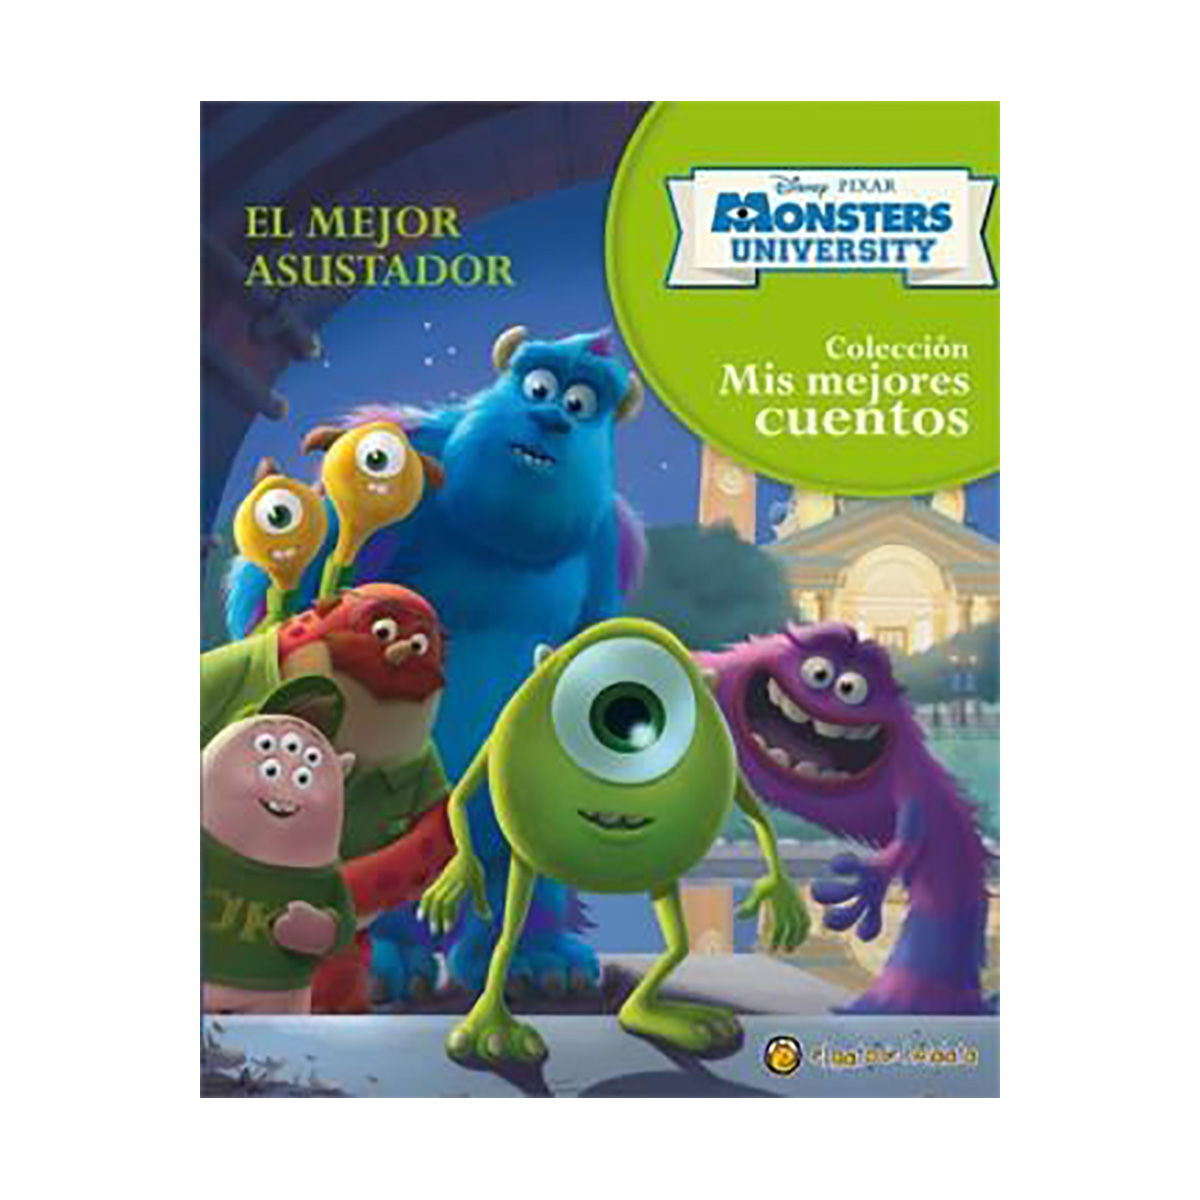 EL MEJOR
ASUSTADOR
Disney PIXAR
MONSTERS
UNIVERSITY
Colección
Mis mejores
cuentos